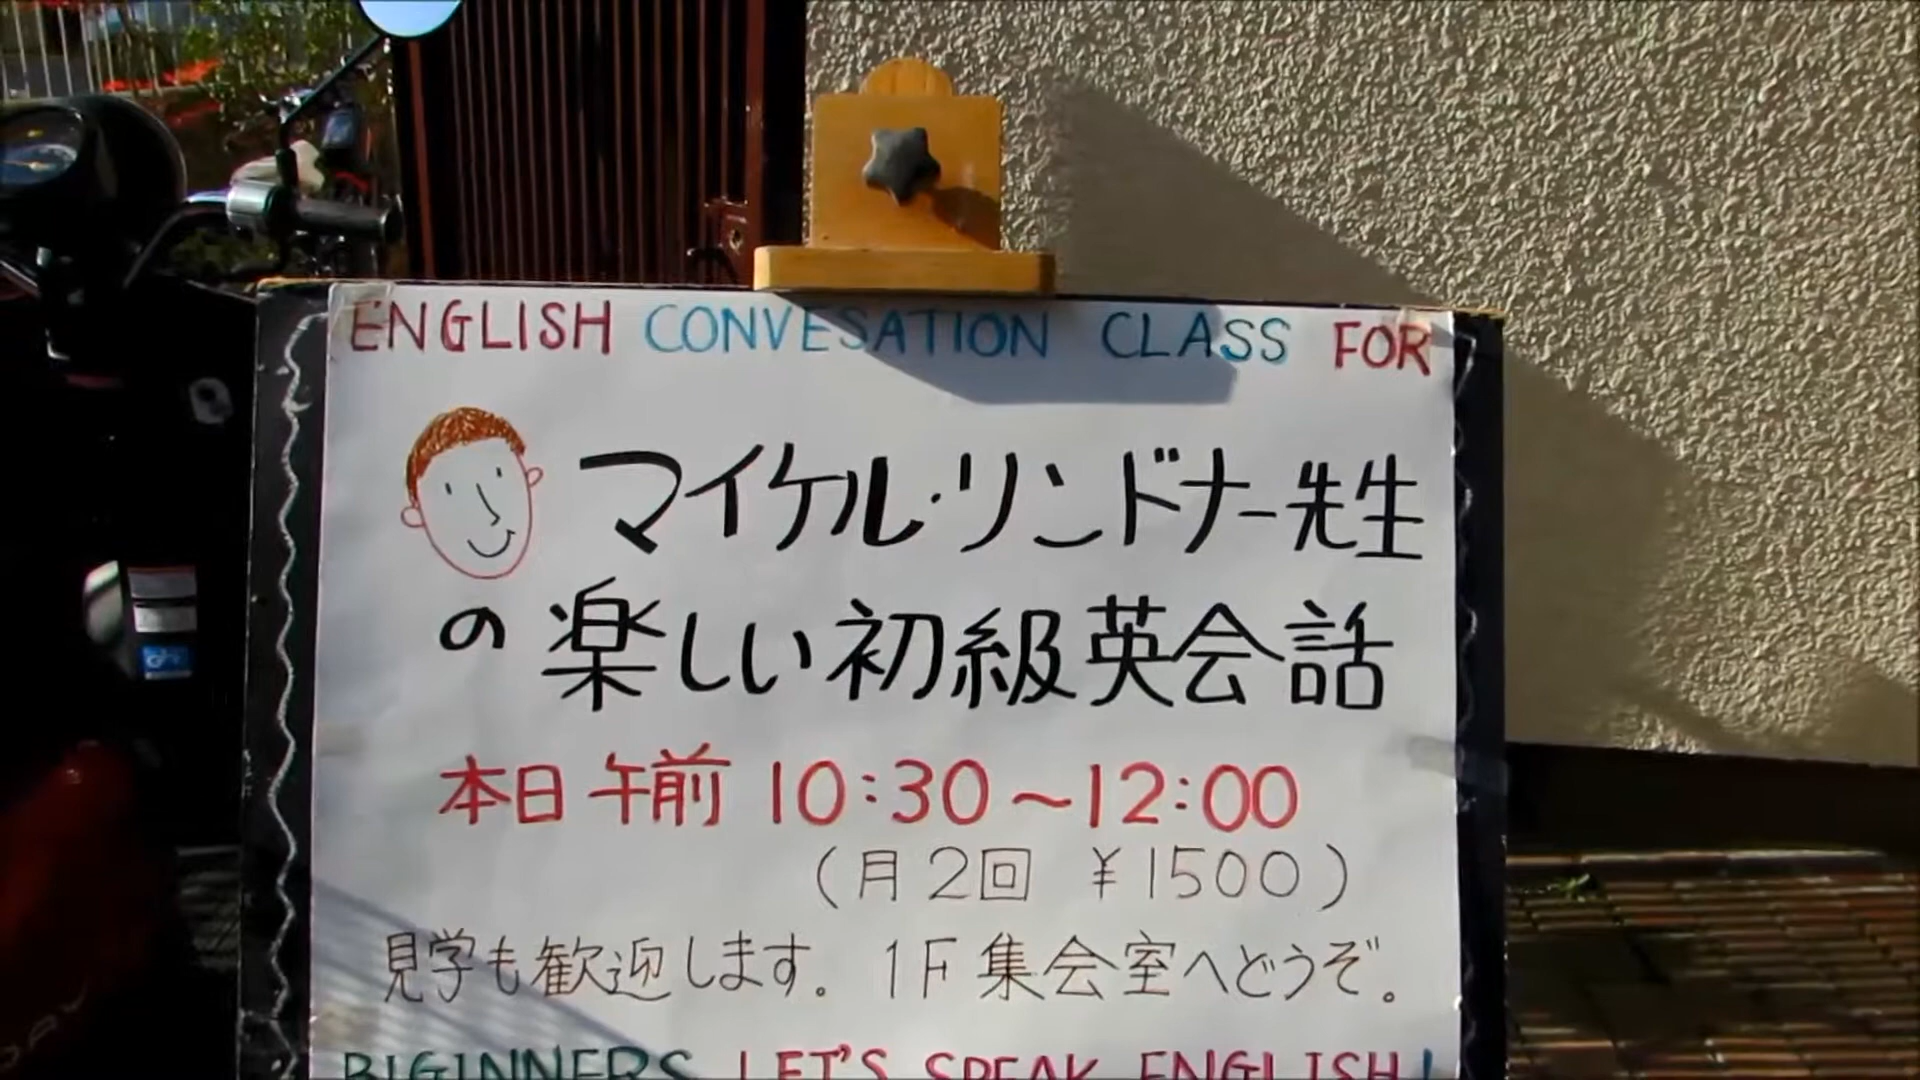 ENGLISH CONVESATION CLASS FOR
マイケル・リンドナー先生
の楽しい初級英会話
本日午前 10:30~12:00
(月2回 ¥1500)
見学も歓迎します。1F集会室へどうぞ。
BIGINNERS LET'S SPEAK ENGLISH!